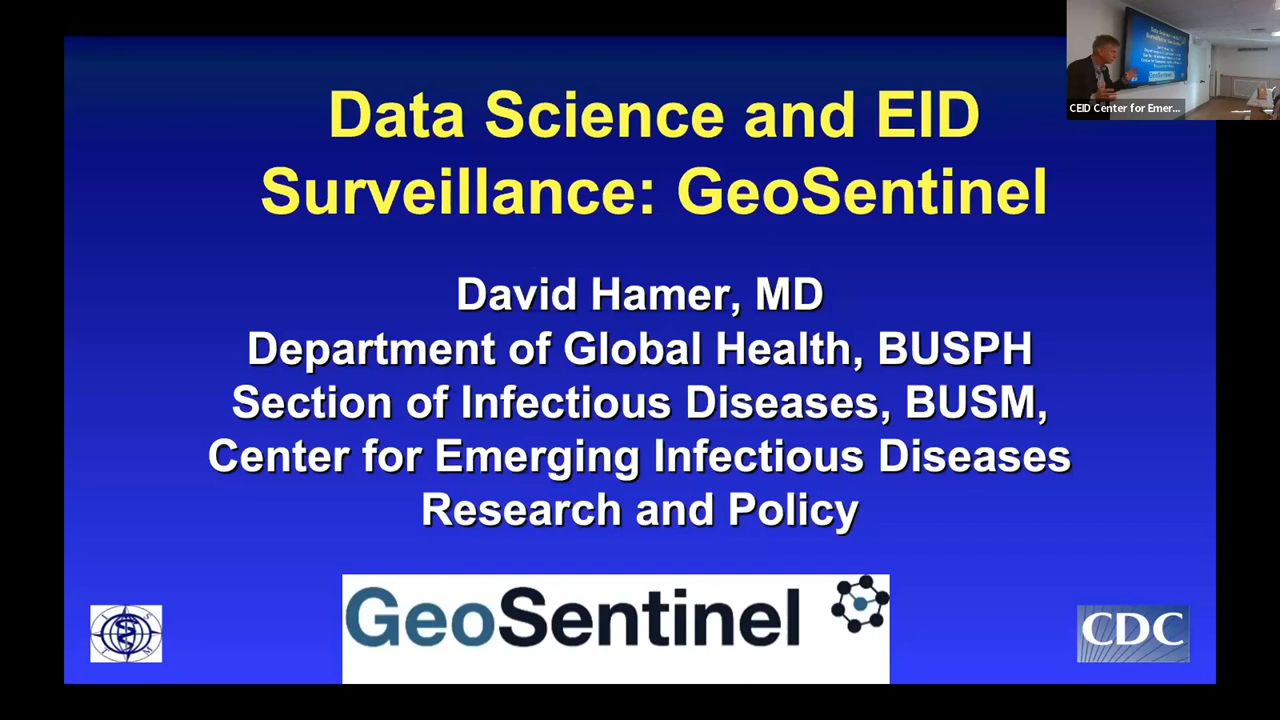 Data Science and EID
Surveillance: GeoSentinel
David Hamer, MD
Department of Global Health, BUSPH
Section of Infectious Diseases, BUSM,
Center for Emerging Infectious Diseases
Research and Policy
GeoSentinel
CDC
CEID Center for Emer...